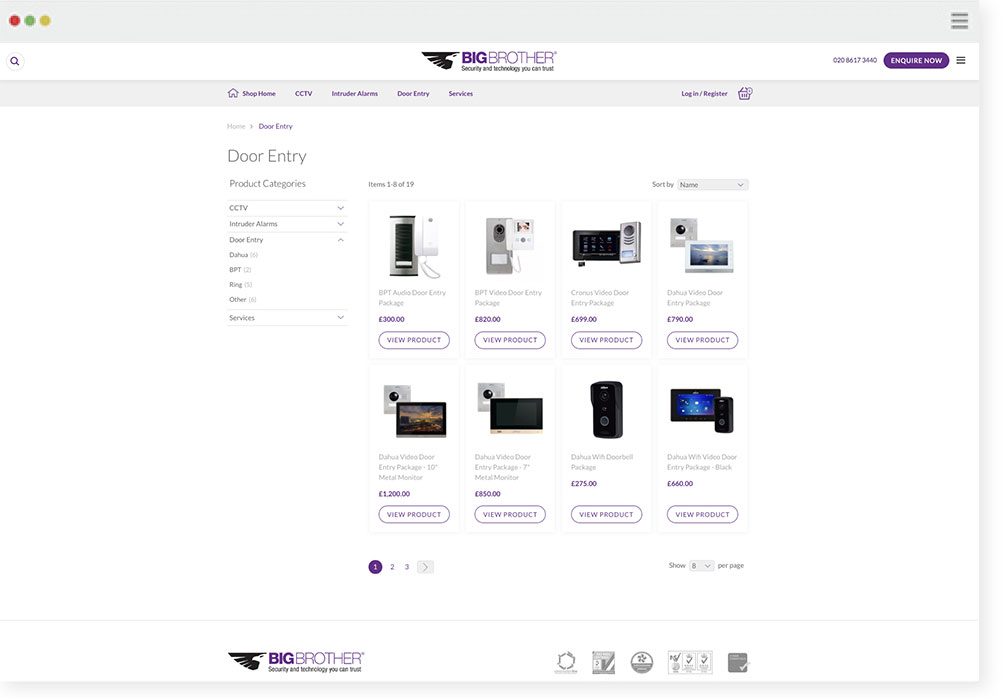 BIGBROTHER®
Security and technology you can trust
020 8617 3440
ENQUIRE NOW
Shop Home CCTV Intruder Alarms Door Entry Services
Log in / Register
Home Door Entry
Door Entry
Product Categories
CCTV
Intruder Alarms
Door Entry
Dahua (6)
BPT (2)
Ring (5)
Other (6)
Services
Items 1-8 of 19
Sort by Name
BPT Audio Door Entry
Package
£300.00
VIEW PRODUCT
BPT Video Door Entry
Package
£820.00
VIEW PRODUCT
Cronus Video Door
Entry Package
£699.00
VIEW PRODUCT
Dahua Video Door
Entry Package
£790.00
VIEW PRODUCT
Dahua Video Door
Entry Package - 10"
Metal Monitor
£1,200.00
VIEW PRODUCT
Dahua Video Door
Entry Package - 7"
Metal Monitor
£850.00
VIEW PRODUCT
Dahua Wifi Doorbell
Package
£275.00
VIEW PRODUCT
Dahua Wifi Video Door
Entry Package - Black
£660.00
VIEW PRODUCT
1 2 3
Show 8 per page
BIGBROTHER®
Security and technology you can trust